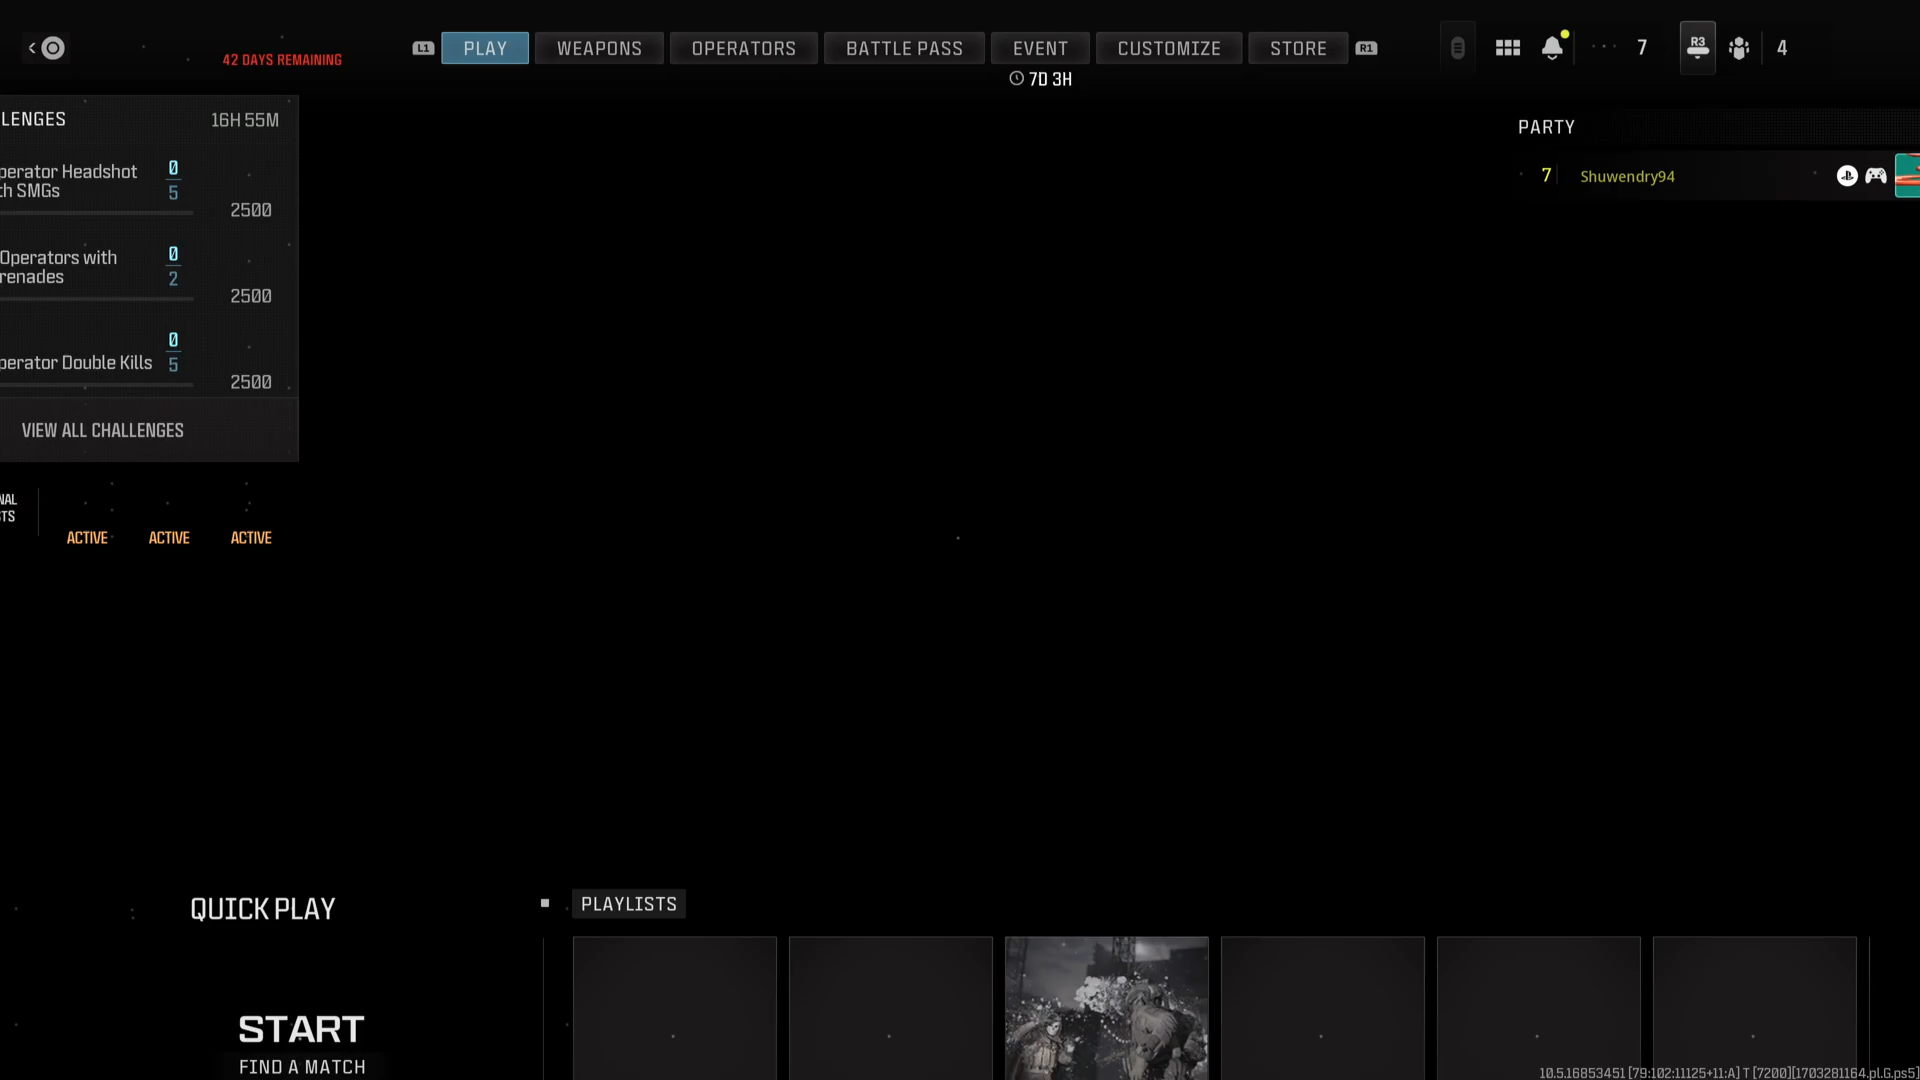 42 DAYS REMAINING
L1
PLAY
WEAPONS
OPERATORS
BATTLE PASS
EVENT
CUSTOMIZE
STORE
R1
7D 3H
7
R3
4
LENGES
16H 55M
perator Headshot
th SMGs
0
5
2500
Operators with
renades
0
2
2500
perator Double Kills
0
5
2500
VIEW ALL CHALLENGES
NAL
STS
ACTIVE
ACTIVE
ACTIVE
PARTY
7
Shuwendry94
QUICK PLAY
START
FIND A MATCH
PLAYLISTS
10.5.16853451 [79:102:11125+11:A] T [7200][1703281164.pl.G.ps5]